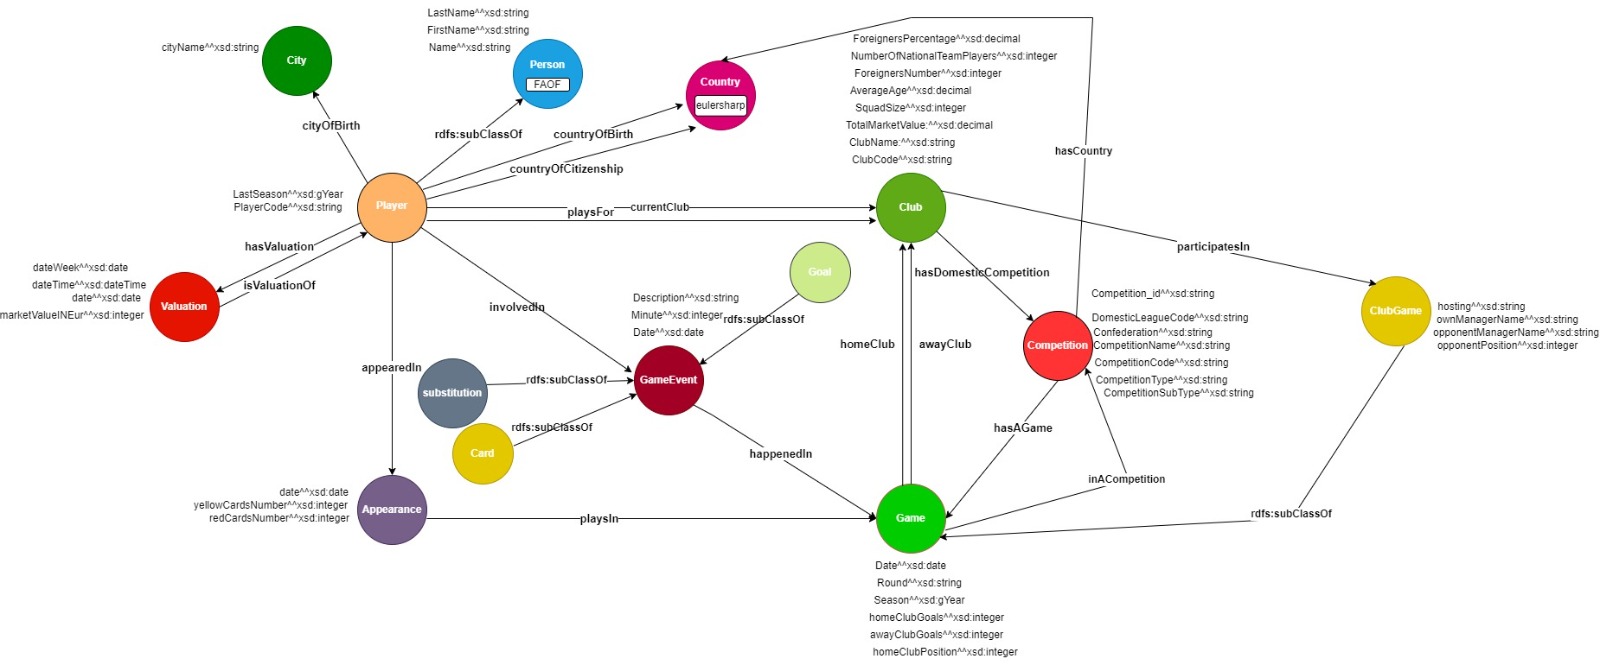 LastName^^xsd:string
FirstName^^xsd:string
Name^^xsd:string
cityName^^xsd:string
City
Person
FAOF
Country
eulersharp
ForeignersPercentage^^xsd:decimal
NumberOfNationalTeamPlayers^^xsd:integer
ForeignersNumber^^xsd:integer
AverageAge^^xsd:decimal
SquadSize^^xsd:integer
TotalMarketValue:^^xsd:decimal
ClubName:^^xsd:string
ClubCode^^xsd:string
cityOfBirth
rdfs:subClassOf
countryOfBirth
countryOfCitizenship
hasCountry
LastSeason^^xsd:gYear
PlayerCode^^xsd:string
Player
currentClub
playsFor
Club
participatesIn
hasValuation
isValuationOf
dateWeek^^xsd:date
dateTime^^xsd:dateTime
date^^xsd:date
marketValueINEur^^xsd:integer
Valuation
involvedIn
Goal
hasDomesticCompetition
Description^^xsd:string
Minute^^xsd:integer
Date^^xsd:date
rdfs:subClassOf
homeClub
awayClub
Competition_id^^xsd:string
DomesticLeagueCode^^xsd:string
Confederation^^xsd:string
CompetitionName^^xsd:string
CompetitionCode^^xsd:string
CompetitionType^^xsd:string
CompetitionSubType^^xsd:string
Competition
ClubGame
hosting^^xsd:string
ownManagerName^^xsd:string
opponentManagerName^^xsd:string
opponentPosition^^xsd:integer
appearedIn
substitution
rdfs:subClassOf
GameEvent
Card
rdfs:subClassOf
happenedIn
hasAGame
inACompetition
rdfs:subClassOf
date^^xsd:date
yellowCardsNumber^^xsd:integer
redCardsNumber^^xsd:integer
Appearance
playsIn
Game
Date^^xsd:date
Round^^xsd:string
Season^^xsd:gYear
homeClubGoals^^xsd:integer
awayClubGoals^^xsd:integer
homeClubPosition^^xsd:integer